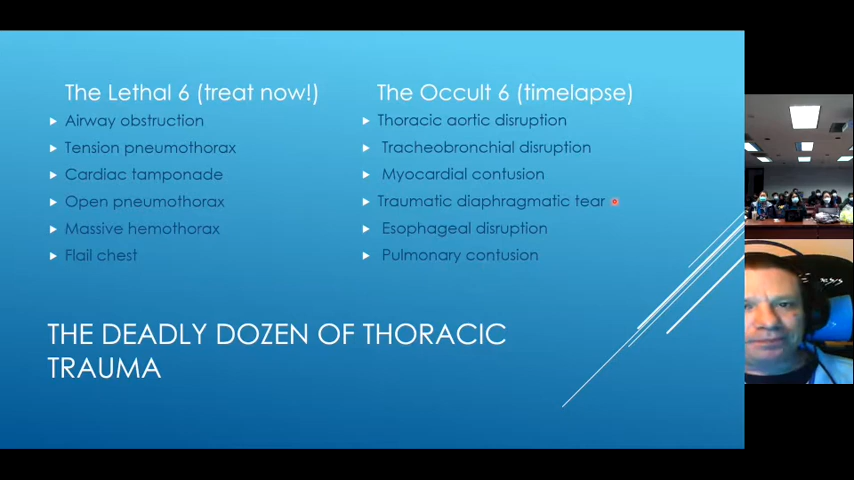 The Lethal 6 (treat now!)
Airway obstruction
Tension pneumothorax
Cardiac tamponade
Open pneumothorax
Massive hemothorax
Flail chest
The Occult 6 (timelapse)
Thoracic aortic disruption
Tracheobronchial disruption
Myocardial contusion
Traumatic diaphragmatic tear
Esophageal disruption
Pulmonary contusion
THE DEADLY DOZEN OF THORACIC
TRAUMA